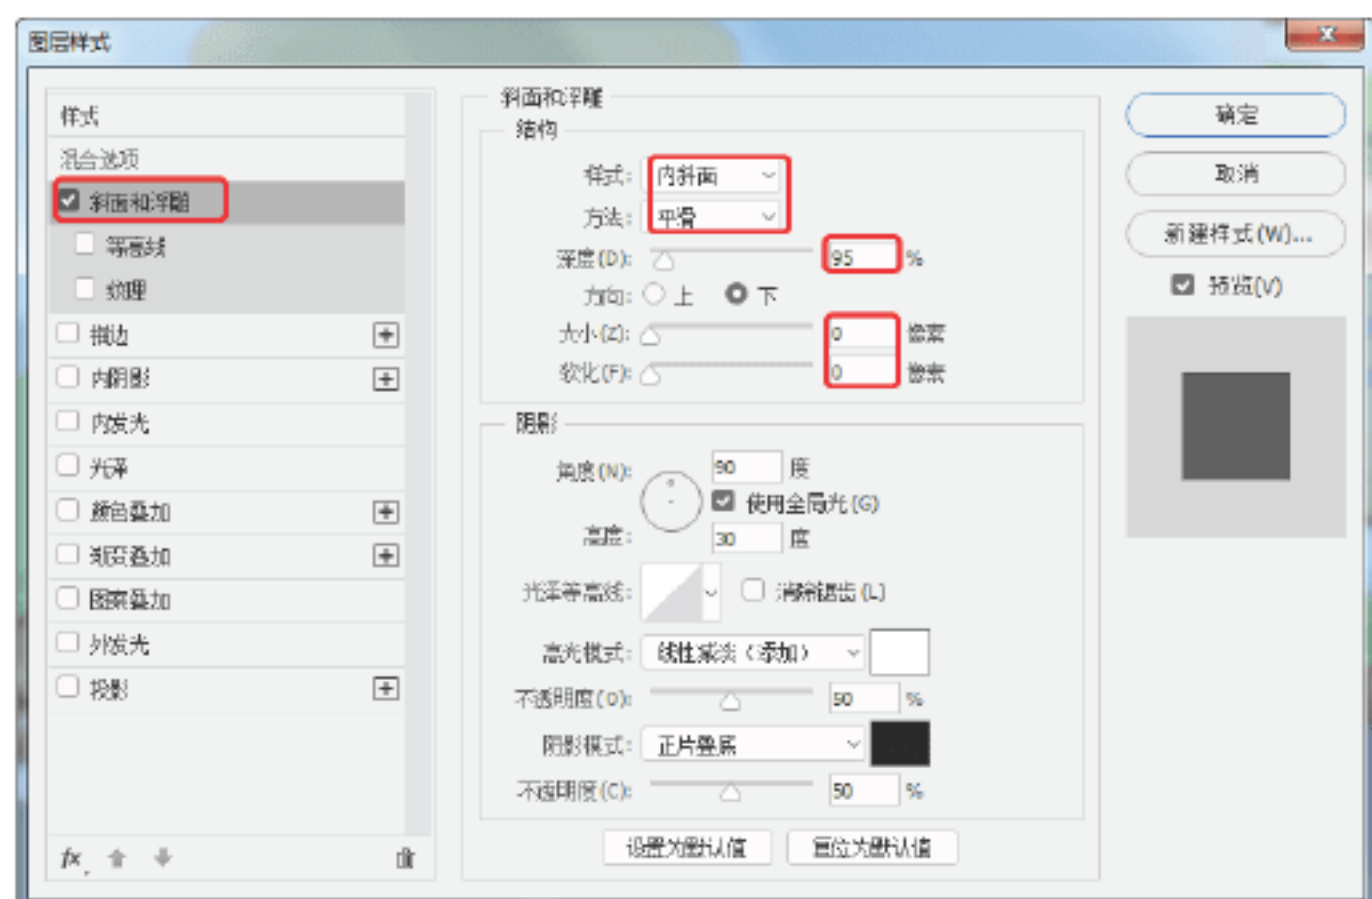 图层样式
样式
混合选项
斜面和浮雕
等高线
纹理
描边
内阴影
内发光
光泽
颜色叠加
渐变叠加
图案叠加
外发光
投影
fx
斜面和浮雕
结构
样式: 内斜面
方法: 平滑
深度(D): 95 %
方向: 上 下
大小(Z): 0 像素
软化(F): 0 像素
阴影
角度(N): 90 度
使用全局光(G)
高度: 30 度
光泽等高线: 消除锯齿(L)
高光模式: 线性减淡（添加）
不透明度(O): 50 %
阴影模式: 正片叠底
不透明度(C): 50 %
设置为默认值 复位为默认值
确定
取消
新建样式(W)...
预览(V)